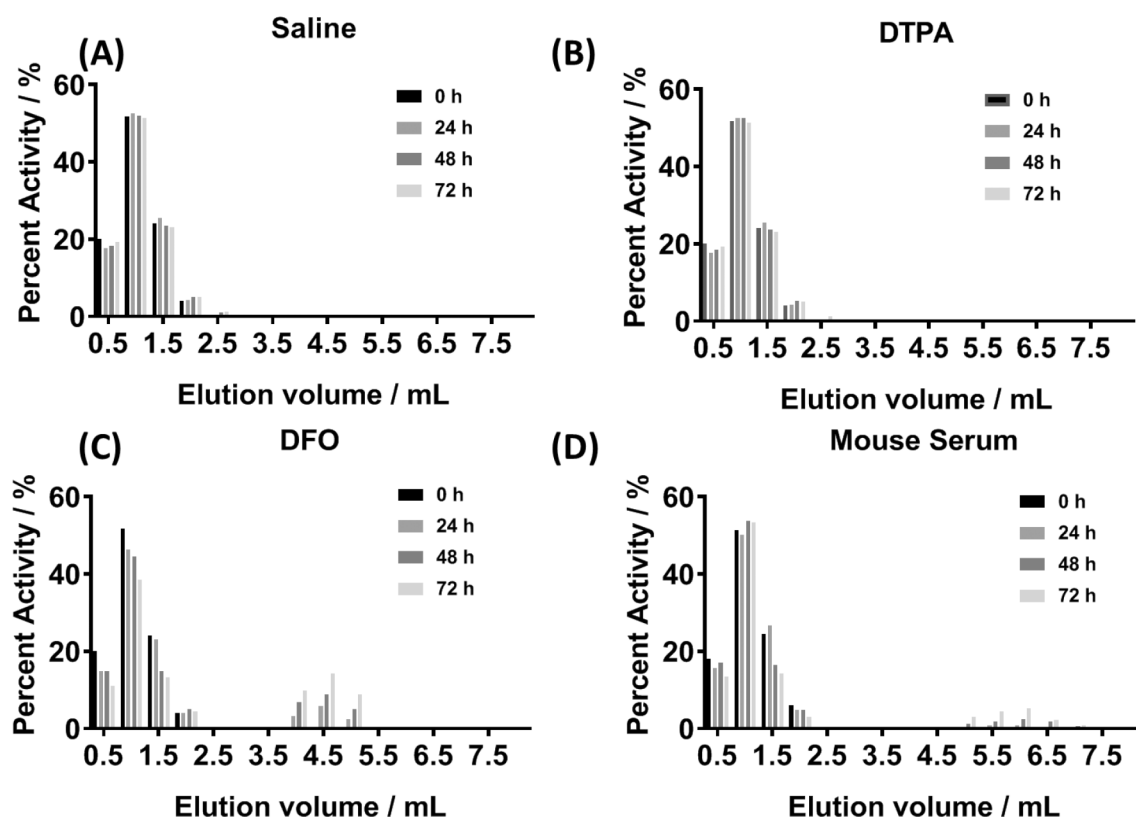 (A)
Saline
Percent Activity / %
60
40
20
0
0 h
24 h
48 h
72 h
0.5 1.5 2.5 3.5 4.5 5.5 6.5 7.5
Elution volume / mL
(B)
DTPA
Percent Activity / %
60
40
20
0
0 h
24 h
48 h
72 h
0.5 1.5 2.5 3.5 4.5 5.5 6.5 7.5
Elution volume / mL
(C)
DFO
Percent Activity / %
60
40
20
0
0 h
24 h
48 h
72 h
0.5 1.5 2.5 3.5 4.5 5.5 6.5 7.5
Elution volume / mL
(D)
Mouse Serum
Percent Activity / %
60
40
20
0
0 h
24 h
48 h
72 h
0.5 1.5 2.5 3.5 4.5 5.5 6.5 7.5
Elution volume / mL